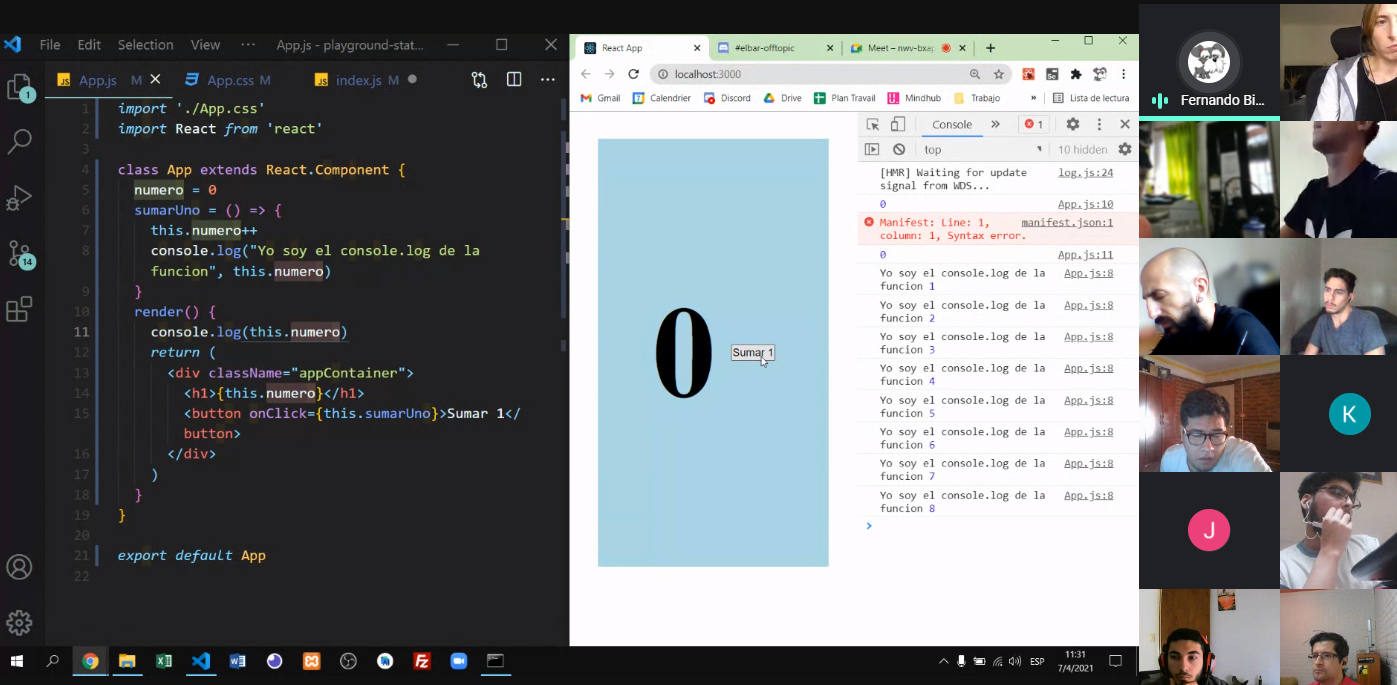 File Edit Selection View ··· App.js - playground-stat...
App.js M App.css M index.js M
1 import './App.css'
2 import React from 'react'
3
4 class App extends React.Component {
5 numero = 0
6 sumarUno = () => {
7 this.numero++
8 console.log("Yo soy el console.log de la
funcion", this.numero)
9 }
10 render() {
11 console.log(this.numero)
12 return (
13 <div className="appContainer">
14 <h1>{this.numero}</h1>
15 <button onClick={this.sumarUno}>Sumar 1</
button>
16 </div>
17 )
18 }
19 }
20
21 export default App
22
1
14
React App #elbar-offtopic Meet – nwv-bxa
localhost:3000
Gmail Calendrier Discord Drive Plan Travail Mindhub Trabajo » Lista de lectura
0
Sumar 1
Console » 1
top 10 hidden
[HMR] Waiting for update log.js:24
signal from WDS...
0 App.js:10
Manifest: Line: 1, manifest.json:1
column: 1, Syntax error.
0 App.js:11
Yo soy el console.log de la App.js:8
funcion 1
Yo soy el console.log de la App.js:8
funcion 2
Yo soy el console.log de la App.js:8
funcion 3
Yo soy el console.log de la App.js:8
funcion 4
Yo soy el console.log de la App.js:8
funcion 5
Yo soy el console.log de la App.js:8
funcion 6
Yo soy el console.log de la App.js:8
funcion 7
Yo soy el console.log de la App.js:8
funcion 8
Fernando Bi...
K
J
ESP
11:31
7/4/2021